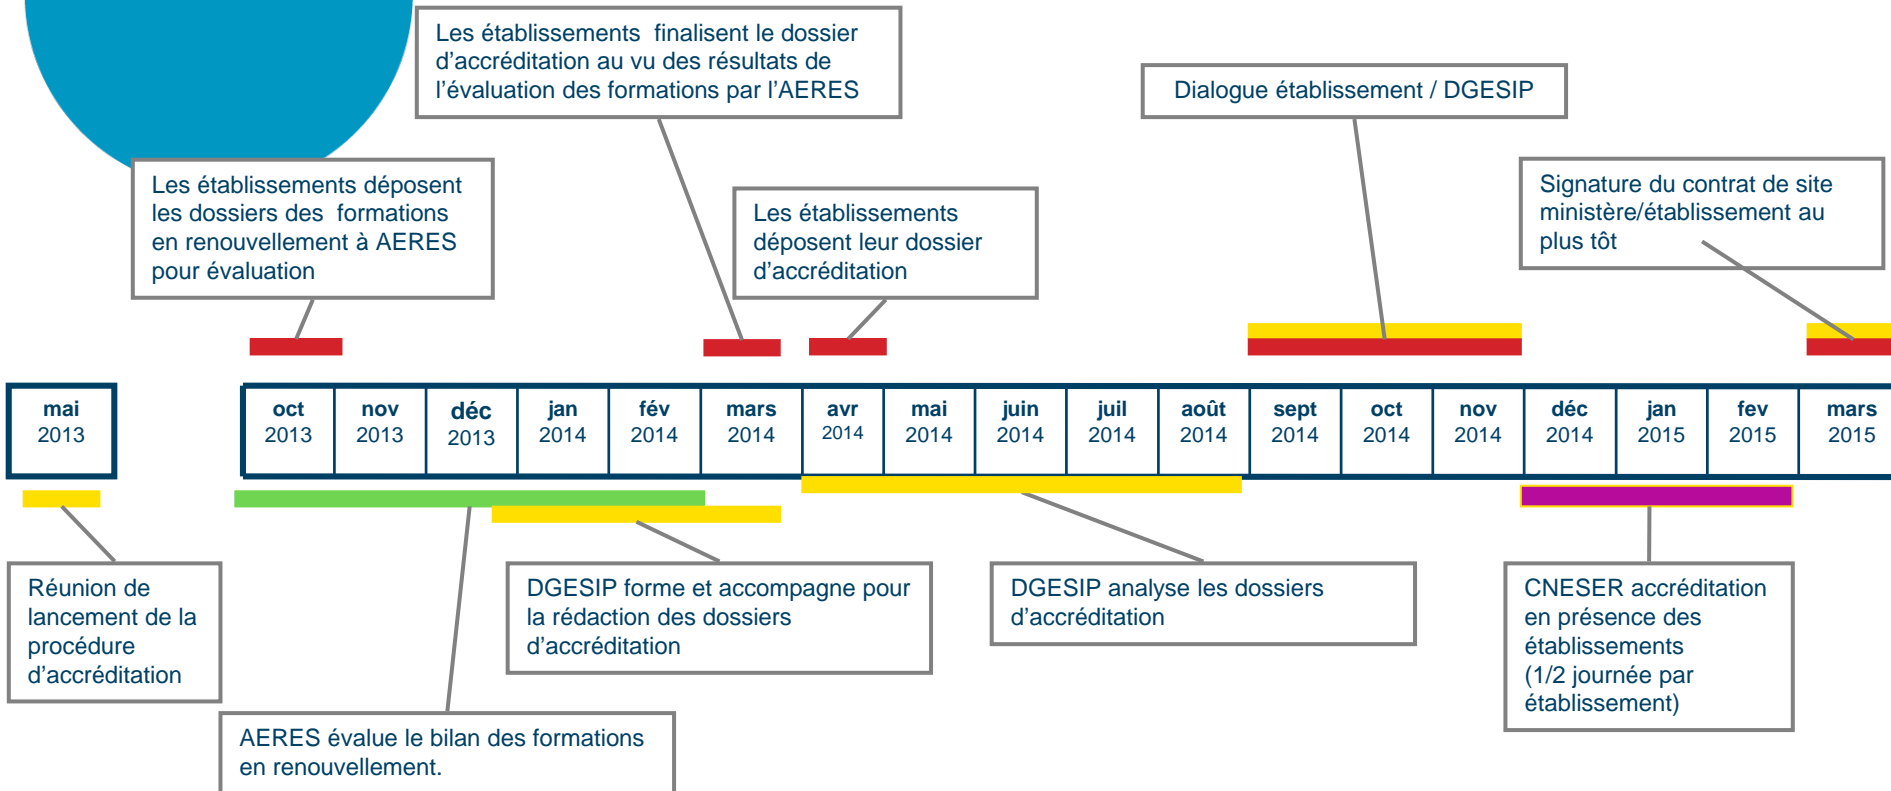 Les établissements finalisent le dossier
d'accréditation au vu des résultats de
l'évaluation des formations par l'AERES
Dialogue établissement / DGESIP
Les établissements déposent
les dossiers des formations
en renouvellement à AERES
pour évaluation
Les établissements
déposent leur dossier
d'accréditation
Signature du contrat de site
ministère/établissement au
plus tôt
mai
2013
oct
2013
nov
2013
déc
2013
jan
2014
fév
2014
mars
2014
avr
2014
mai
2014
juin
2014
juil
2014
août
2014
sept
2014
oct
2014
nov
2014
déc
2014
jan
2015
fev
2015
mars
2015
Réunion de
lancement de la
procédure
d'accréditation
DGESIP forme et accompagne pour
la rédaction des dossiers
d'accréditation
DGESIP analyse les dossiers
d'accréditation
CNESER accréditation
en présence des
établissements
(1/2 journée par
établissement)
AERES évalue le bilan des formations
en renouvellement.